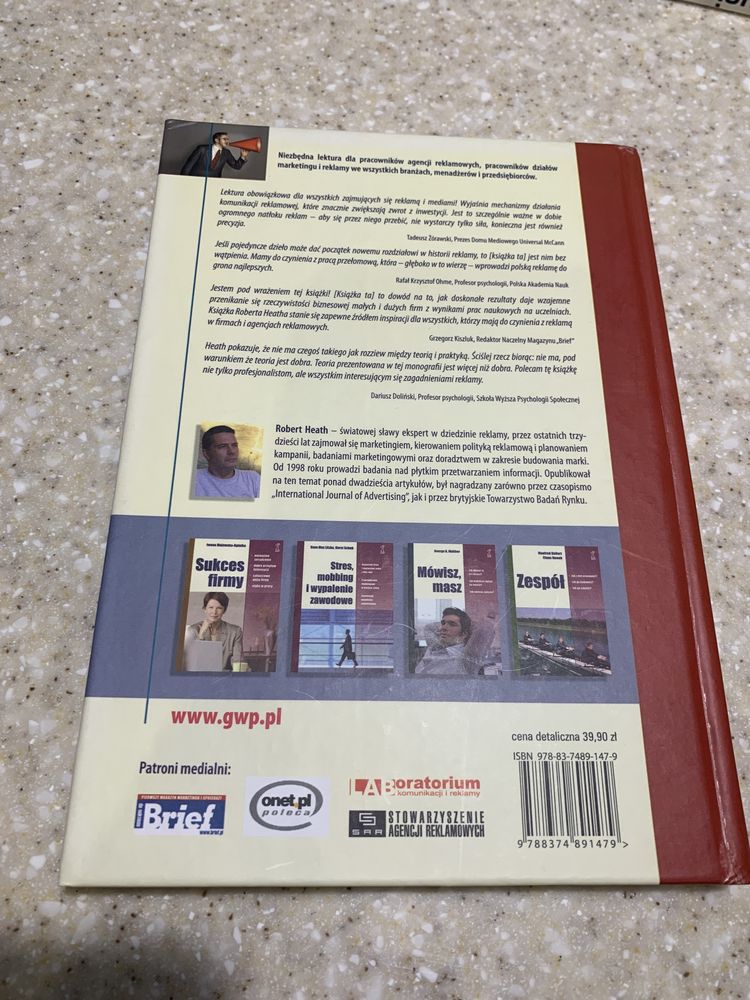 Niezbędna lektura dla pracowników agencji reklamowych, pracowników działów
marketingu i reklamy we wszystkich branżach, menadżerów i przedsiębiorców.
Lektura obowiązkowa dla wszystkich zajmujących się reklamą i mediami! Wyjaśnia mechanizmy działania
komunikacji reklamowej, które znacznie zwiększają zwrot z inwestycji. Jest to szczególnie ważne w dobie
ogromnego natłoku reklam – aby się przez niego przebić, nie wystarczy tylko siła, konieczna jest również
precyzja.
Tadeusz Żórawski, Prezes Domu Mediowego Universal McCann
Jeśli pojedyncze dzieło może dać początek nowemu rozdziałowi w historii reklamy, to [książka ta] jest nim bez
wątpienia. Mamy do czynienia z pracą przełomową, która – głęboko w to wierzę – wprowadzi polską reklamę do
grona najlepszych.
Rafał Krzysztof Ohme, Profesor psychologii, Polska Akademia Nauk
Jestem pod wrażeniem tej książki! [Książka ta] to dowód na to, jak doskonałe rezultaty daje wzajemne
przenikanie się rzeczywistości biznesowej małych i dużych firm z wynikami prac naukowych na uczelniach.
Książka Roberta Heatha stanie się zapewne źródłem inspiracji dla wszystkich, którzy mają do czynienia z reklamą
w firmach i agencjach reklamowych.
Grzegorz Kiszluk, Redaktor Naczelny Magazynu „Brief"
Heath pokazuje, że nie ma czegoś takiego jak rozziew między teorią i praktyką. Ściślej rzecz biorąc: nie ma, pod
warunkiem że teoria jest dobra. Teoria prezentowana w tej monografii jest więcej niż dobra. Polecam tę książkę
nie tylko profesjonalistom, ale wszystkim interesującym się zagadnieniami reklamy.
Dariusz Doliński, Profesor psychologii, Szkoła Wyższa Psychologii Społecznej
Robert Heath – światowej sławy ekspert w dziedzinie reklamy, przez ostatnich trzy-
dzieści lat zajmował się marketingiem, kierowaniem polityką reklamową i planowaniem
kampanii, badaniami marketingowymi oraz doradztwem w zakresie budowania marki.
Od 1998 roku prowadzi badania nad płytkim przetwarzaniem informacji. Opublikował
na ten temat ponad dwadzieścia artykułów, był nagradzany zarówno przez czasopismo
„International Journal of Advertising", jak i przez brytyjskie Towarzystwo Badań Rynku.
Sukces
firmy
Stres,
mobbing
i wypalenie
zawodowe
Mówisz,
masz
Zespół
www.gwp.pl
cena detaliczna 39,90 zł
ISBN 978-83-7489-147-9
9 788374 891479 >
Patroni medialni:
PIERWSZY MAGAZYN MARKETINGU I SPRZEDAŻY
Brief
www.brief.pl
onet.pl
poleca
LABoratorium
komunikacji i reklamy
SAR
STOWARZYSZENIE
AGENCJI REKLAMOWYCH